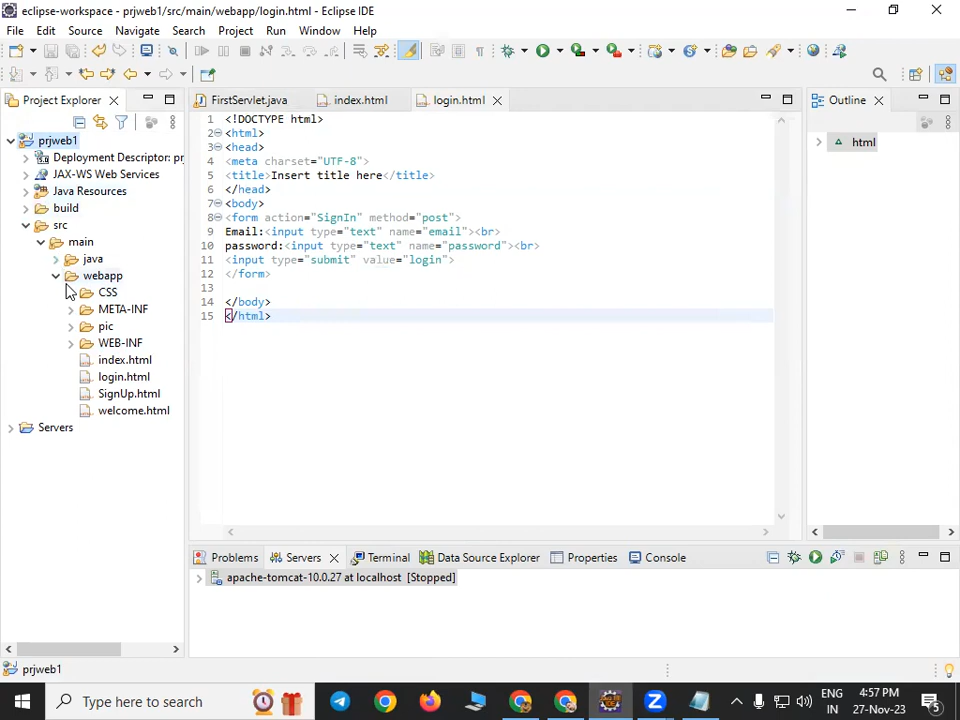 eclipse-workspace - prjweb1/src/main/webapp/login.html - Eclipse IDE
File Edit Source Refactor Navigate Search Project Run Window Help
Project Explorer
prjweb1
Deployment Descriptor: pr
JAX-WS Web Services
Java Resources
build
src
main
java
webapp
CSS
META-INF
pic
WEB-INF
index.html
login.html
SignUp.html
welcome.html
Servers
FirstServlet.java index.html login.html
1 <!DOCTYPE html>
2 <html>
3 <head>
4 <meta charset="UTF-8">
5 <title>Insert title here</title>
6 </head>
7 <body>
8 <form action="SignIn" method="post">
9 Email:<input type="text" name="email"><br>
10 password:<input type="text" name="password"><br>
11 <input type="submit" value="login">
12 </form>
13
14 </body>
15 </html>
Outline
html
Problems Servers Terminal Data Source Explorer Properties Console
apache-tomcat-10.0.27 at localhost [Stopped]
prjweb1
Type here to search
ENG
IN
4:57 PM
27-Nov-23
5